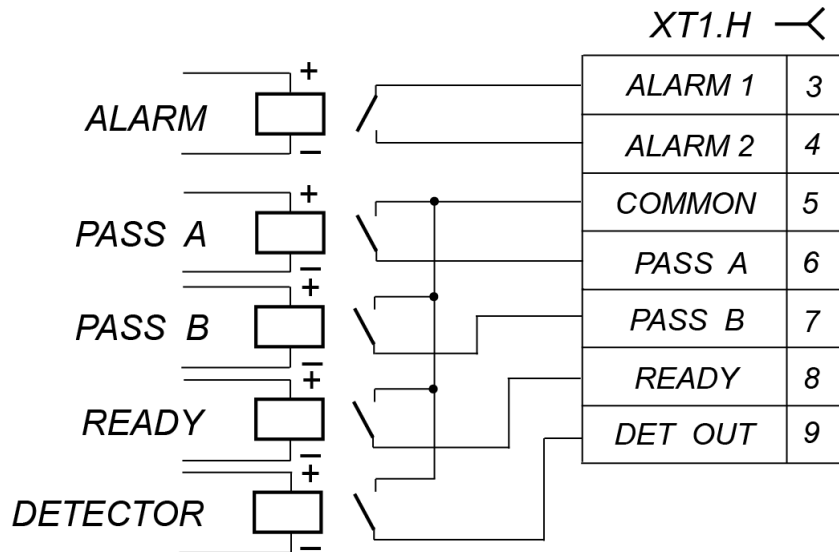 XT1.H
ALARM
+
−
ALARM 1 3
ALARM 2 4
PASS A
+
−
COMMON 5
PASS A 6
PASS B
+
−
PASS B 7
READY
+
−
READY 8
DETECTOR
+
−
DET OUT 9